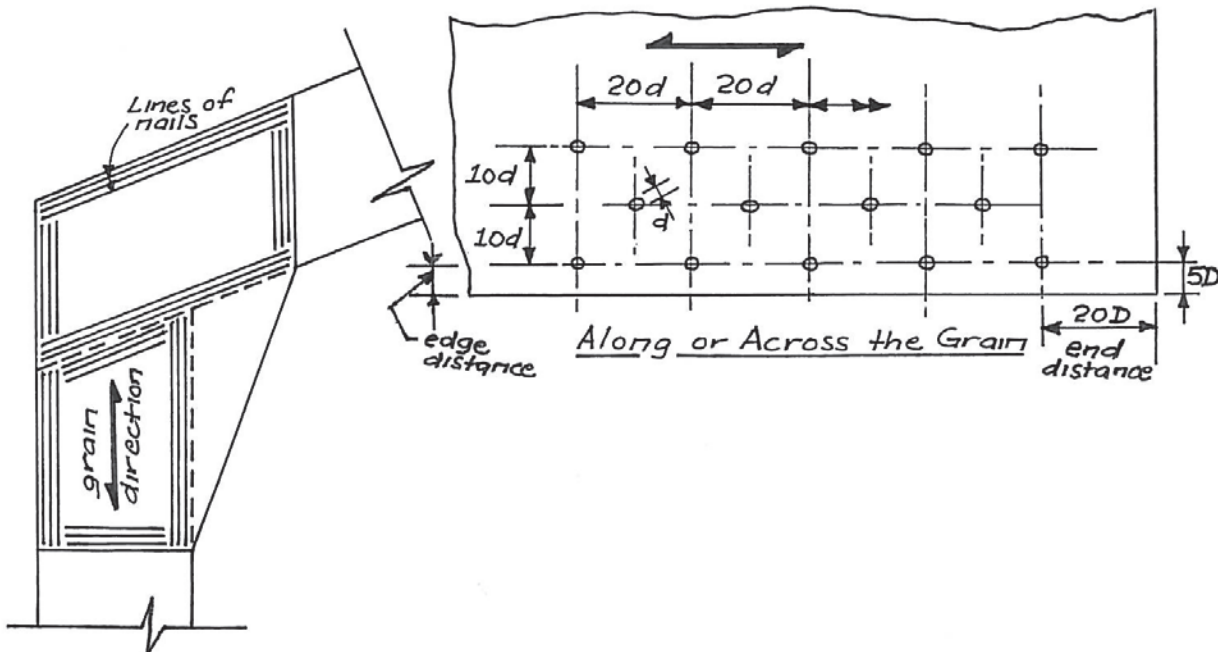 Lines of
nails
grain
direction
edge
distance
20d
20d
10d
10d
d
5D
20D
end
distance
Along or Across the Grain